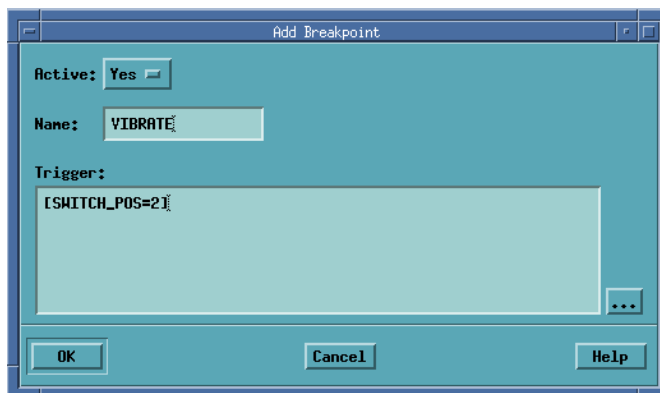 Add Breakpoint
Active: Yes
Name: VIBRATE
Trigger:
[SWITCH_POS=2]
...
OK Cancel Help